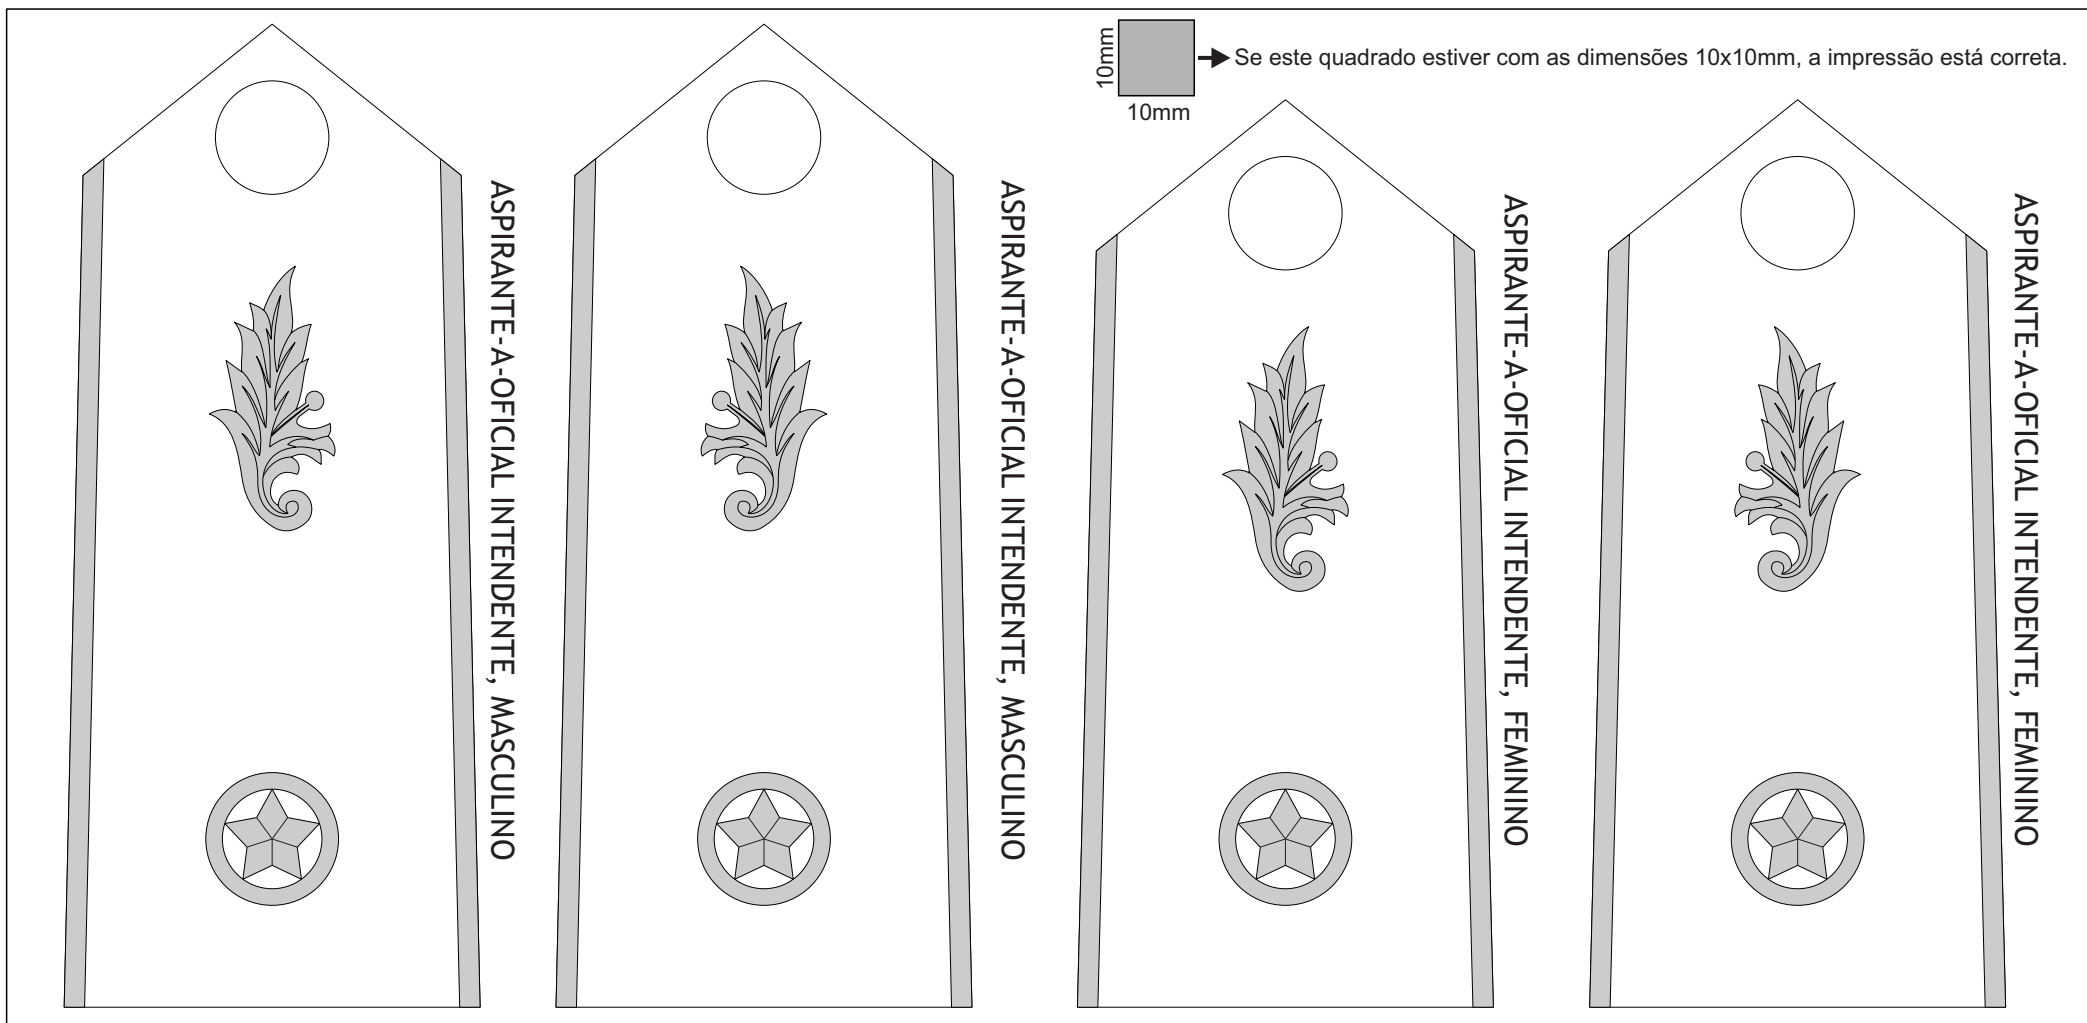 10mm
Se este quadrado estiver com as dimensões 10x10mm, a impressão está correta.
10mm
ASPIRANTE-A-OFICIAL INTENDENTE, MASCULINO
ASPIRANTE-A-OFICIAL INTENDENTE, MASCULINO
ASPIRANTE-A-OFICIAL INTENDENTE, FEMININO
ASPIRANTE-A-OFICIAL INTENDENTE, FEMININO